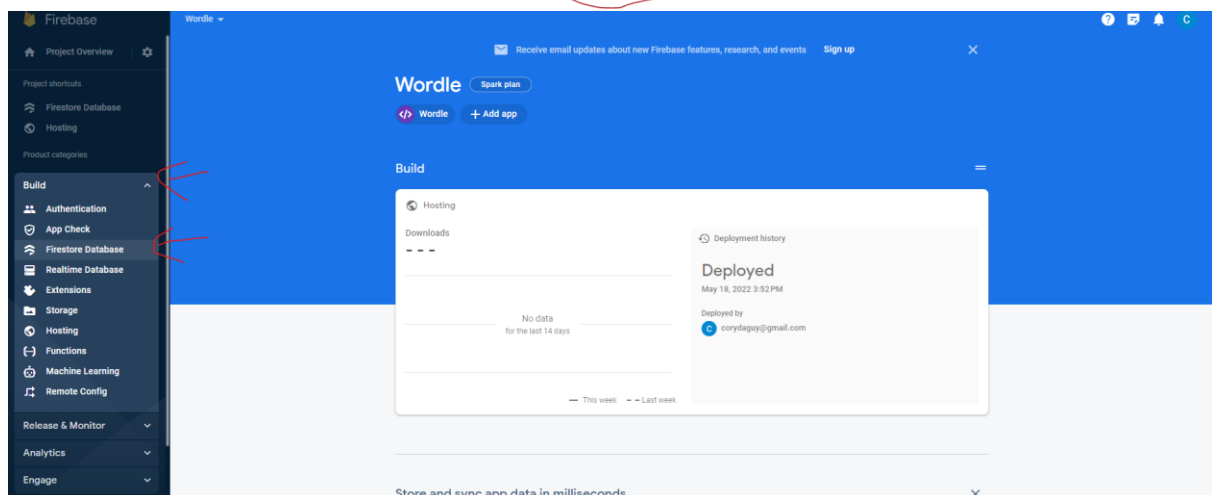 Firebase
Wordle
Project Overview
Project shortcuts
Firestore Database
Hosting
Product categories
Build
Authentication
App Check
Firestore Database
Realtime Database
Extensions
Storage
Hosting
Functions
Machine Learning
Remote Config
Release & Monitor
Analytics
Engage
C
Receive email updates about new Firebase features, research, and events Sign up
Wordle Spark plan
Wordle + Add app
Build
Hosting
Downloads
- - -
No data
for the last 14 days
This week Last week
Deployment history
Deployed
May 18, 2022 3:52 PM
Deployed by
C corydaguy@gmail.com
Store and sync app data in milliseconds